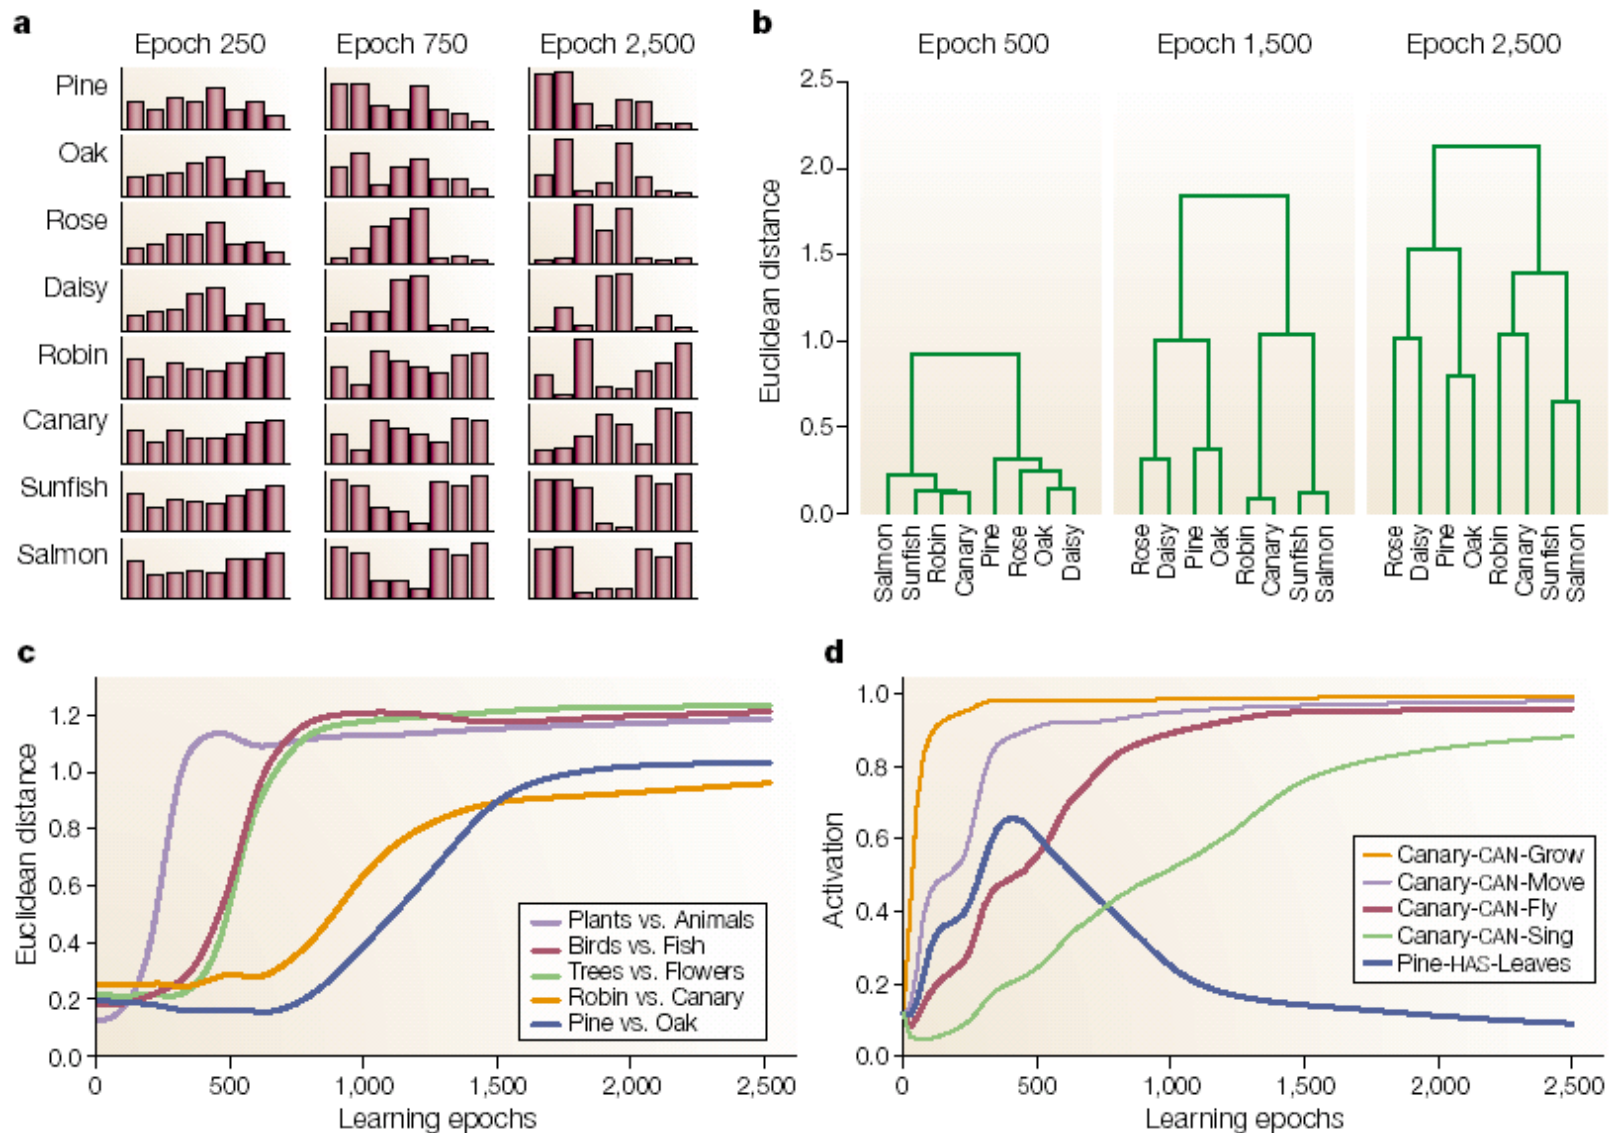 a
Epoch 250 Epoch 750 Epoch 2,500
Pine
Oak
Rose
Daisy
Robin
Canary
Sunfish
Salmon
b
Epoch 500 Epoch 1,500 Epoch 2,500
Euclidean distance
2.5
2.0
1.5
1.0
0.5
0.0
Salmon Sunfish Robin Canary Pine Rose Oak Daisy
Rose Daisy Pine Oak Robin Canary Sunfish Salmon
Rose Daisy Pine Oak Robin Canary Sunfish Salmon
c
Euclidean distance
1.2
1.0
0.8
0.6
0.4
0.2
0.0
0 500 1,000 1,500 2,000 2,500
Learning epochs
Plants vs. Animals
Birds vs. Fish
Trees vs. Flowers
Robin vs. Canary
Pine vs. Oak
d
Activation
1.0
0.8
0.6
0.4
0.2
0.0
0 500 1,000 1,500 2,000 2,500
Learning epochs
Canary-CAN-Grow
Canary-CAN-Move
Canary-CAN-Fly
Canary-CAN-Sing
Pine-HAS-Leaves